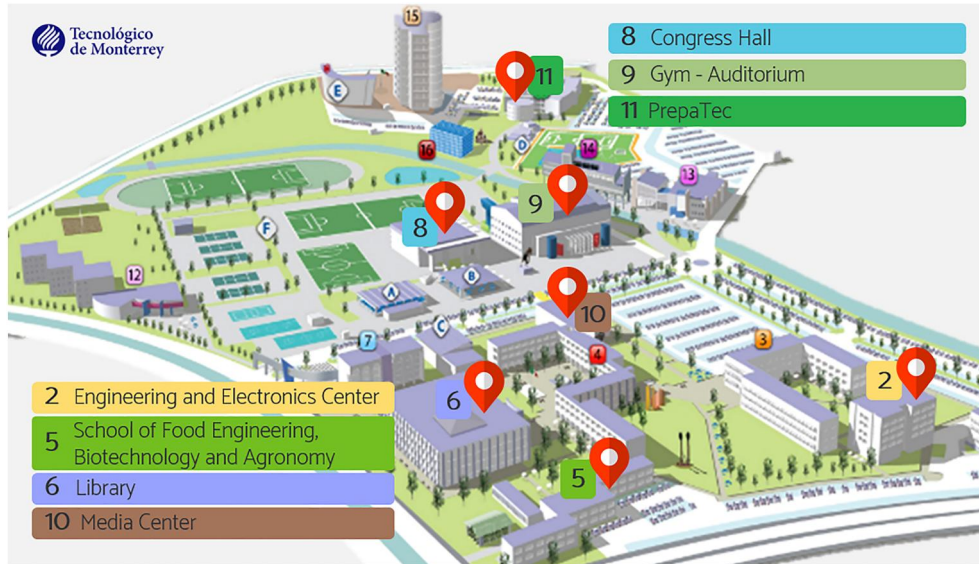 Tecnológico
de Monterrey
8 Congress Hall
9 Gym - Auditorium
11 PrepaTec
15
E
11
D
14
16
13
9
8
F
12
B
A
10
C
7
4
3
6
2
5
2 Engineering and Electronics Center
5 School of Food Engineering,
Biotechnology and Agronomy
6 Library
10 Media Center